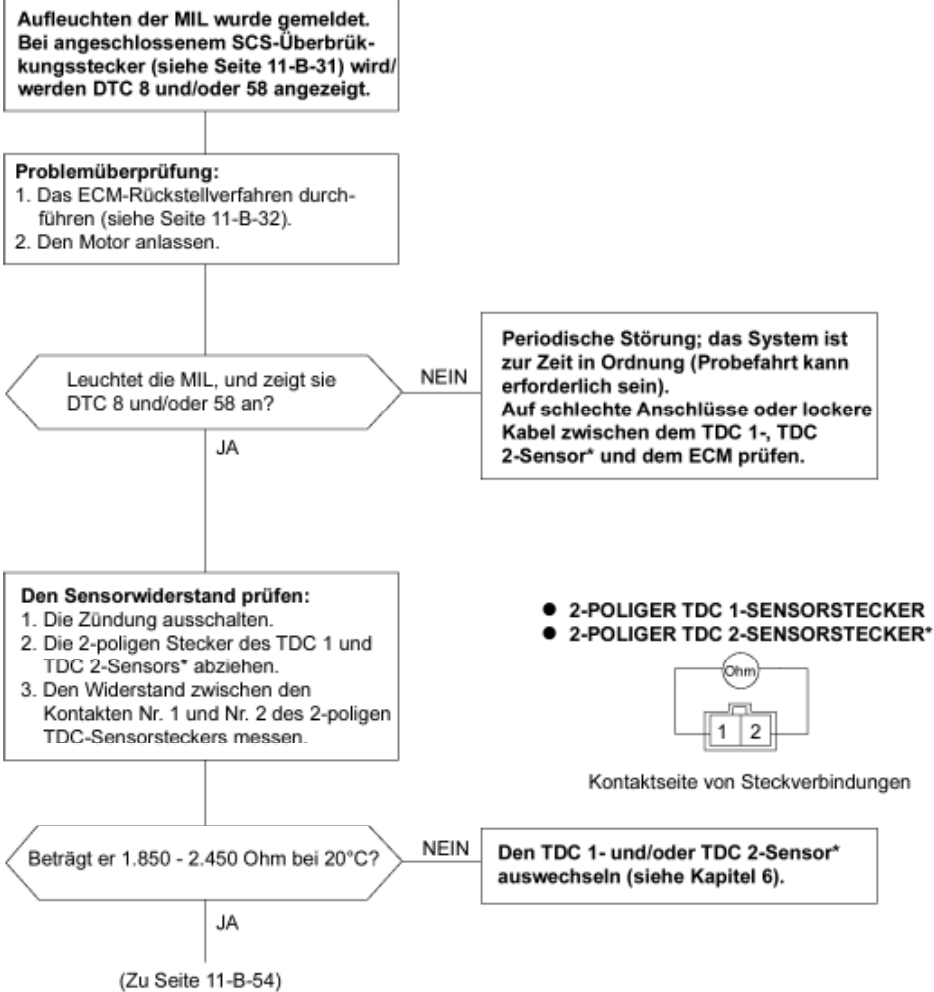 Aufleuchten der MIL wurde gemeldet.
Bei angeschlossenem SCS-Überbrük-
kungsstecker (siehe Seite 11-B-31) wird/
werden DTC 8 und/oder 58 angezeigt.
Problemüberprüfung:
1. Das ECM-Rückstellverfahren durch-
führen (siehe Seite 11-B-32).
2. Den Motor anlassen.
Leuchtet die MIL, und zeigt sie
DTC 8 und/oder 58 an?
NEIN
Periodische Störung; das System ist
zur Zeit in Ordnung (Probefahrt kann
erforderlich sein).
Auf schlechte Anschlüsse oder lockere
Kabel zwischen dem TDC 1-, TDC
2-Sensor* und dem ECM prüfen.
JA
Den Sensorwiderstand prüfen:
1. Die Zündung ausschalten.
2. Die 2-poligen Stecker des TDC 1 und
TDC 2-Sensors* abziehen.
3. Den Widerstand zwischen den
Kontakten Nr. 1 und Nr. 2 des 2-poligen
TDC-Sensorsteckers messen.
● 2-POLIGER TDC 1-SENSORSTECKER
● 2-POLIGER TDC 2-SENSORSTECKER*
Ohm
1 2
Kontaktseite von Steckverbindungen
Beträgt er 1.850 - 2.450 Ohm bei 20°C?
NEIN
Den TDC 1- und/oder TDC 2-Sensor*
auswechseln (siehe Kapitel 6).
JA
(Zu Seite 11-B-54)